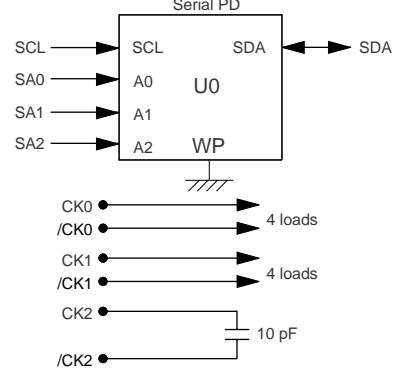 Serial PD
SCL SCL SDA SDA
SA0 A0 U0
SA1 A1
SA2 A2 WP
CK0
/CK0 4 loads
CK1
/CK1 4 loads
CK2
10 pF
/CK2